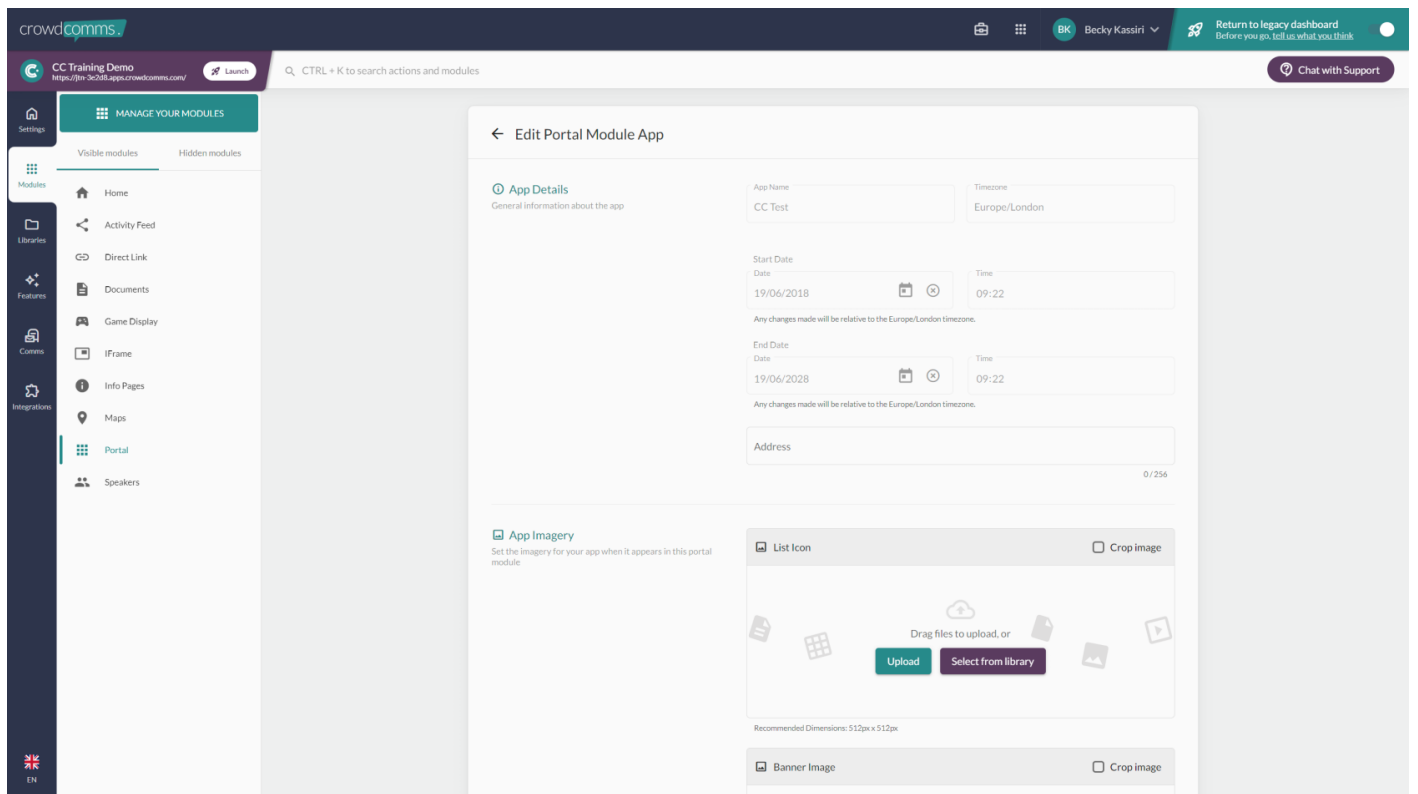 crowdcomms.
BK
Becky Kassiri
Return to legacy dashboard
Before you go, tell us what you think
CC Training Demo
https://jtn-3e2d8.apps.crowdcomms.com/
Launch
CTRL + K to search actions and modules
Chat with Support
Settings
Modules
Libraries
Features
Comms
Integrations
EN
MANAGE YOUR MODULES
Visible modules
Hidden modules
Home
Activity Feed
Direct Link
Documents
Game Display
IFrame
Info Pages
Maps
Portal
Speakers
Edit Portal Module App
App Details
General information about the app
App Name
CC Test
Timezone
Europe/London
Start Date
Date
19/06/2018
Time
09:22
Any changes made will be relative to the Europe/London timezone.
End Date
Date
19/06/2028
Time
09:22
Any changes made will be relative to the Europe/London timezone.
Address
0/256
App Imagery
Set the imagery for your app when it appears in this portal
module
List Icon
Crop image
Drag files to upload, or
Upload
Select from library
Recommended Dimensions: 512px x 512px
Banner Image
Crop image